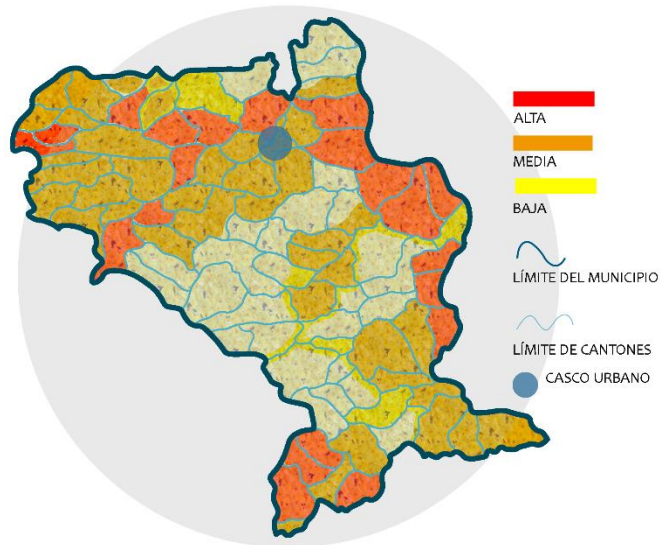 ALTA
MEDIA
BAJA
LÍMITE DEL MUNICIPIO
LÍMITE DE CANTONES
CASCO URBANO